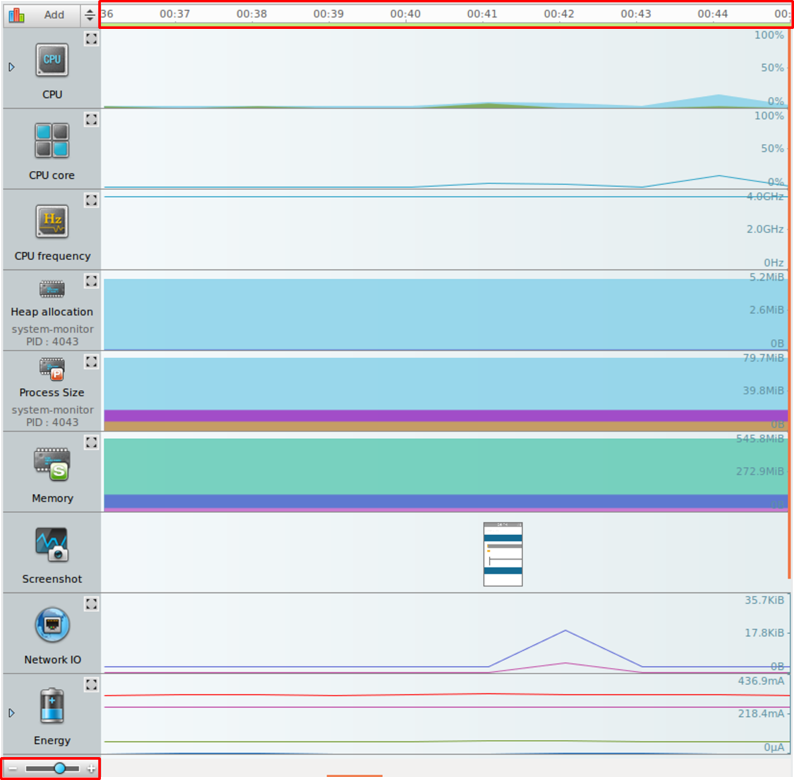 Add 36 00:37 00:38 00:39 00:40 00:41 00:42 00:43 00:44 00:
100%
CPU
50%
CPU
0%
100%
50%
CPU core
0%
4.0GHz
Hz
2.0GHz
CPU frequency
0Hz
5.2MiB
Heap allocation
2.6MiB
system-monitor
PID : 4043
0B
79.7MiB
Process Size
39.8MiB
system-monitor
PID : 4043
0B
545.8MiB
S
272.9MiB
Memory
Screenshot
35.7KiB
17.8KiB
Network IO
0B
436.9mA
218.4mA
Energy
0µA